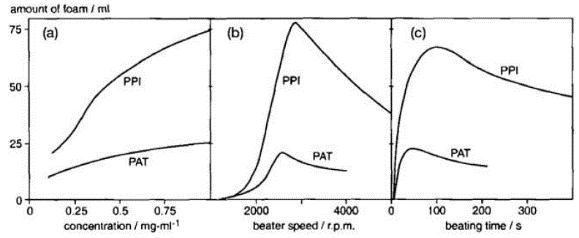 amount of foam / ml
75
50
25
0
(a)
PPI
PAT
0 0.25 0.5 0.75
concentration / mg-ml-1
(b)
PPI
PAT
2000 4000
beater speed / r.p.m.
(c)
PPI
PAT
0 100 200 300
beating time / s